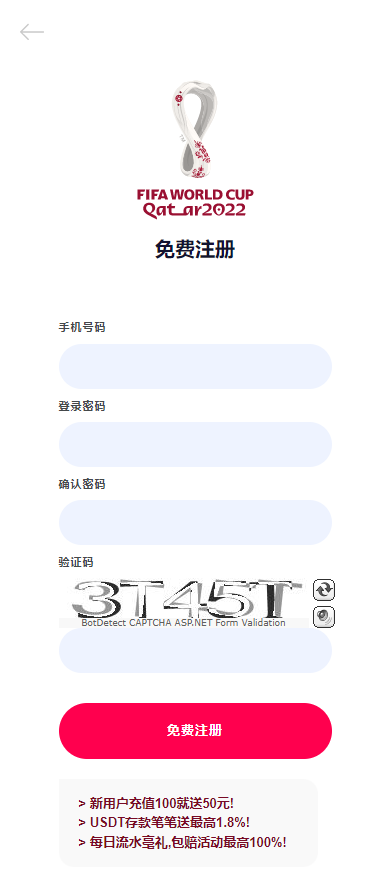 FIFA WORLD CUP
Qatar2022
免费注册
手机号码
登录密码
确认密码
验证码
3T45T
BotDetect CAPTCHA ASP.NET Form Validation
免费注册
> 新用户充值100就送50元!
> USDT存款笔笔送最高1.8%!
> 每日流水亳礼,包赔活动最高100%!